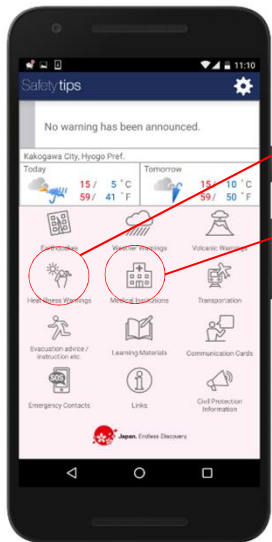 11:10
Safety tips
No warning has been announced.
Kakogawa City, Hyogo Pref.
Today
Tomorrow
15/ 5 °C
59/ 41 °F
15/ 10 °C
59/ 50 °F
Earthquakes
Weather Warnings
Volcanic Warnings
Heat Illness Warnings
Medical Institutions
Transportation
Evacuation advice /
instruction etc.
Learning Materials
Communication Cards
SOS
Emergency Contacts
Links
Civil Protection
Information
Japan. Endless Discovery.